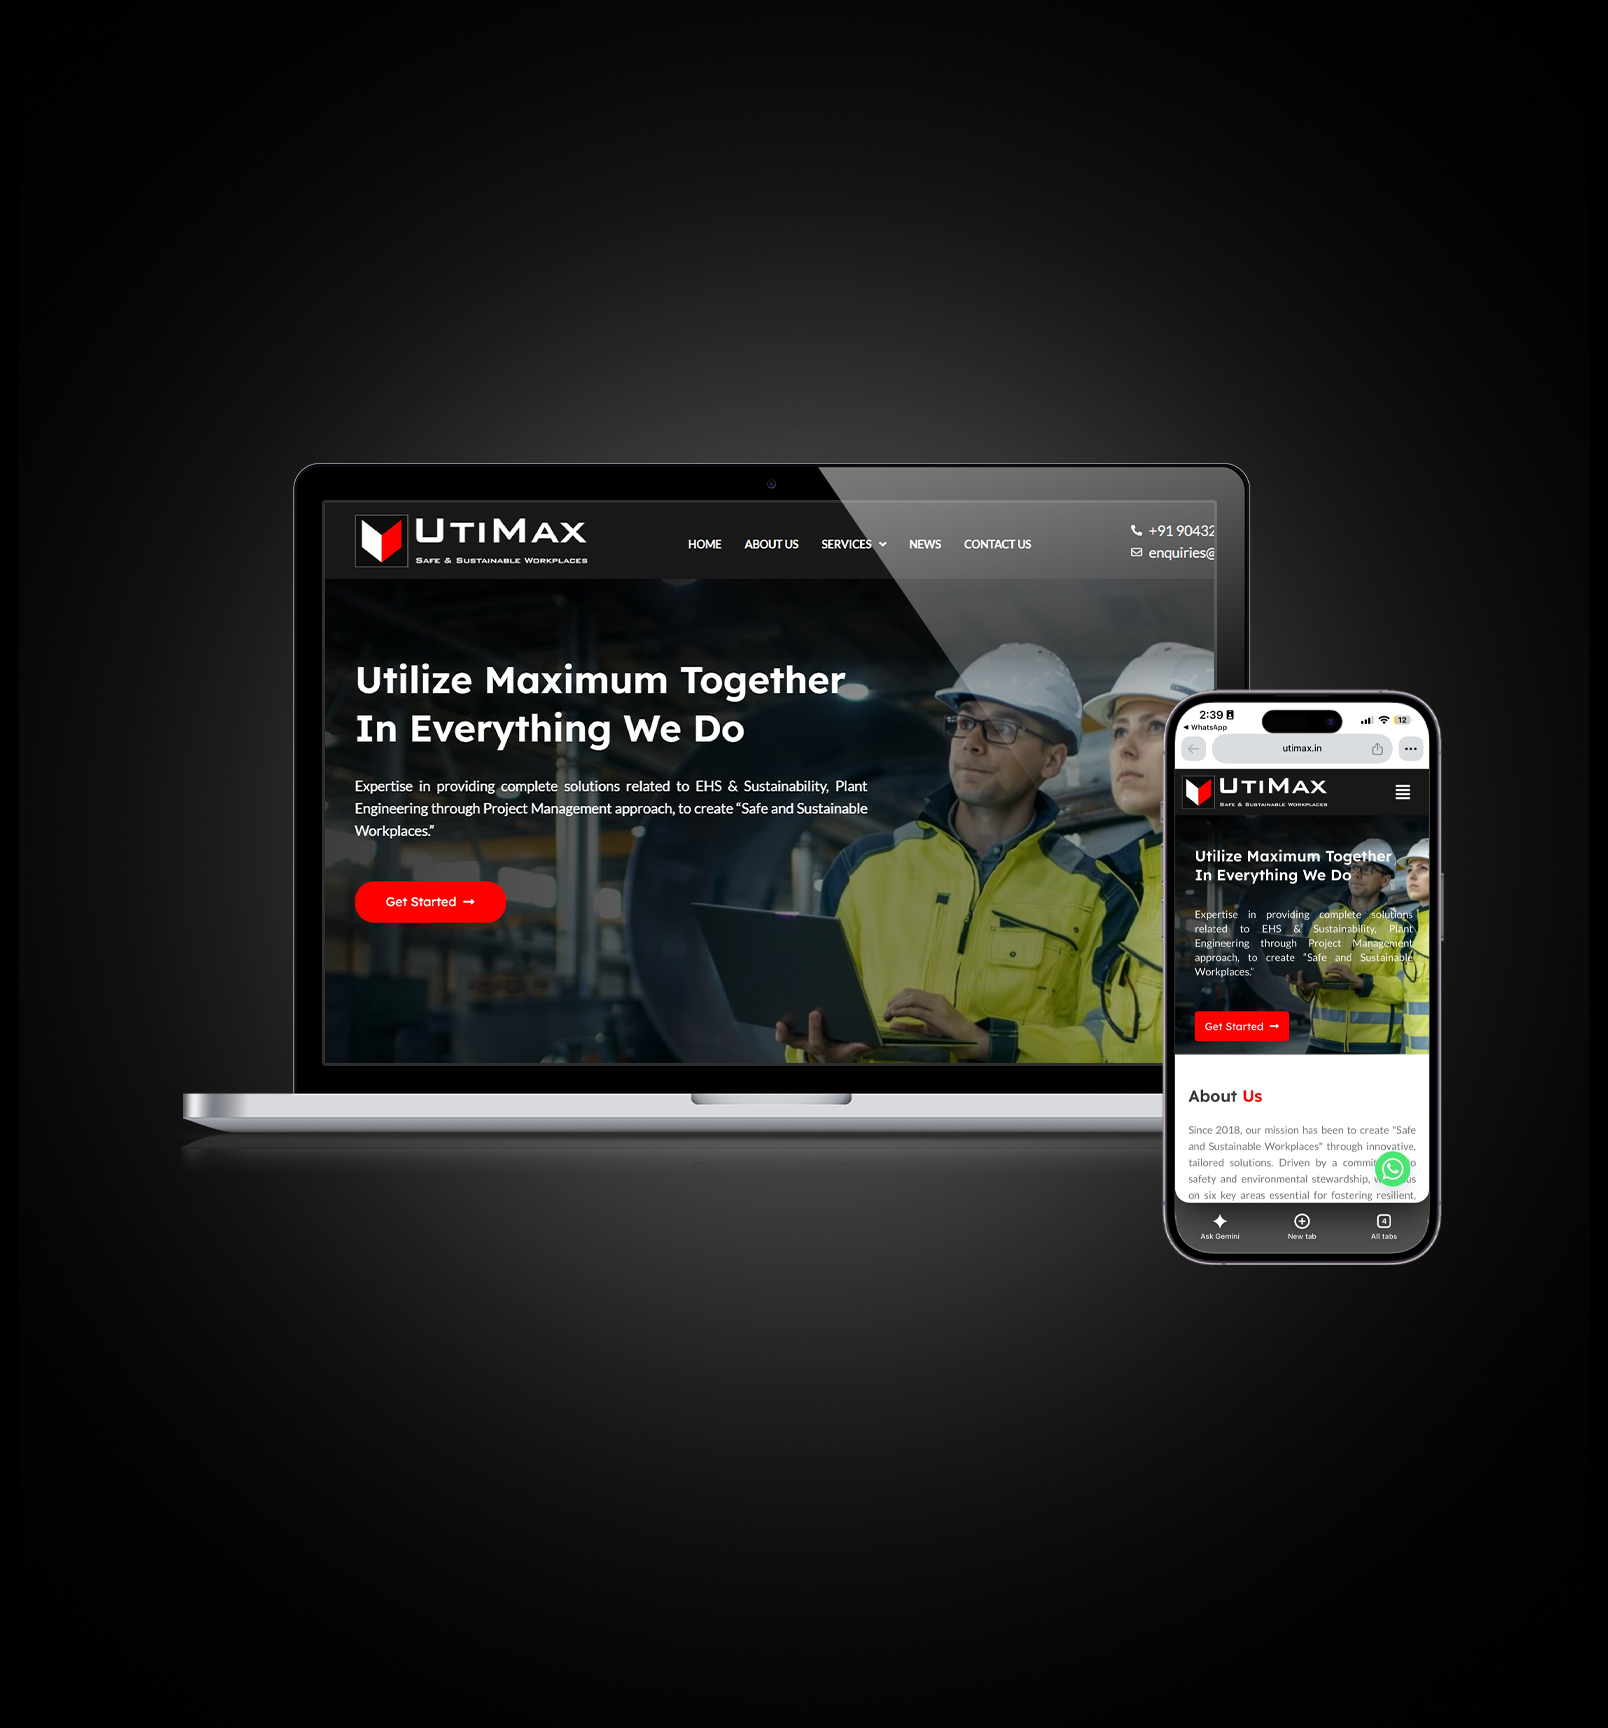 UTIMAX
SAFE & SUSTAINABLE WORKPLACES
HOME ABOUT US SERVICES NEWS CONTACT US
+91 90432
enquiries@
Utilize Maximum Together
In Everything We Do
Expertise in providing complete solutions related to EHS & Sustainability, Plant
Engineering through Project Management approach, to create “Safe and Sustainable
Workplaces.”
Get Started →
2:39
12
◀ WhatsApp
utimax.in
UTIMAX
SAFE & SUSTAINABLE WORKPLACES
Utilize Maximum Together
In Everything We Do
Expertise in providing complete solutions
related to EHS & Sustainability, Plant
Engineering through Project Management
approach, to create “Safe and Sustainable
Workplaces.”
Get Started →
About Us
Since 2018, our mission has been to create "Safe
and Sustainable Workplaces" through innovative,
tailored solutions. Driven by a commit
safety and environmental stewardship,
on six key areas essential for fostering resilient,
4
Ask Gemini New tab All tabs